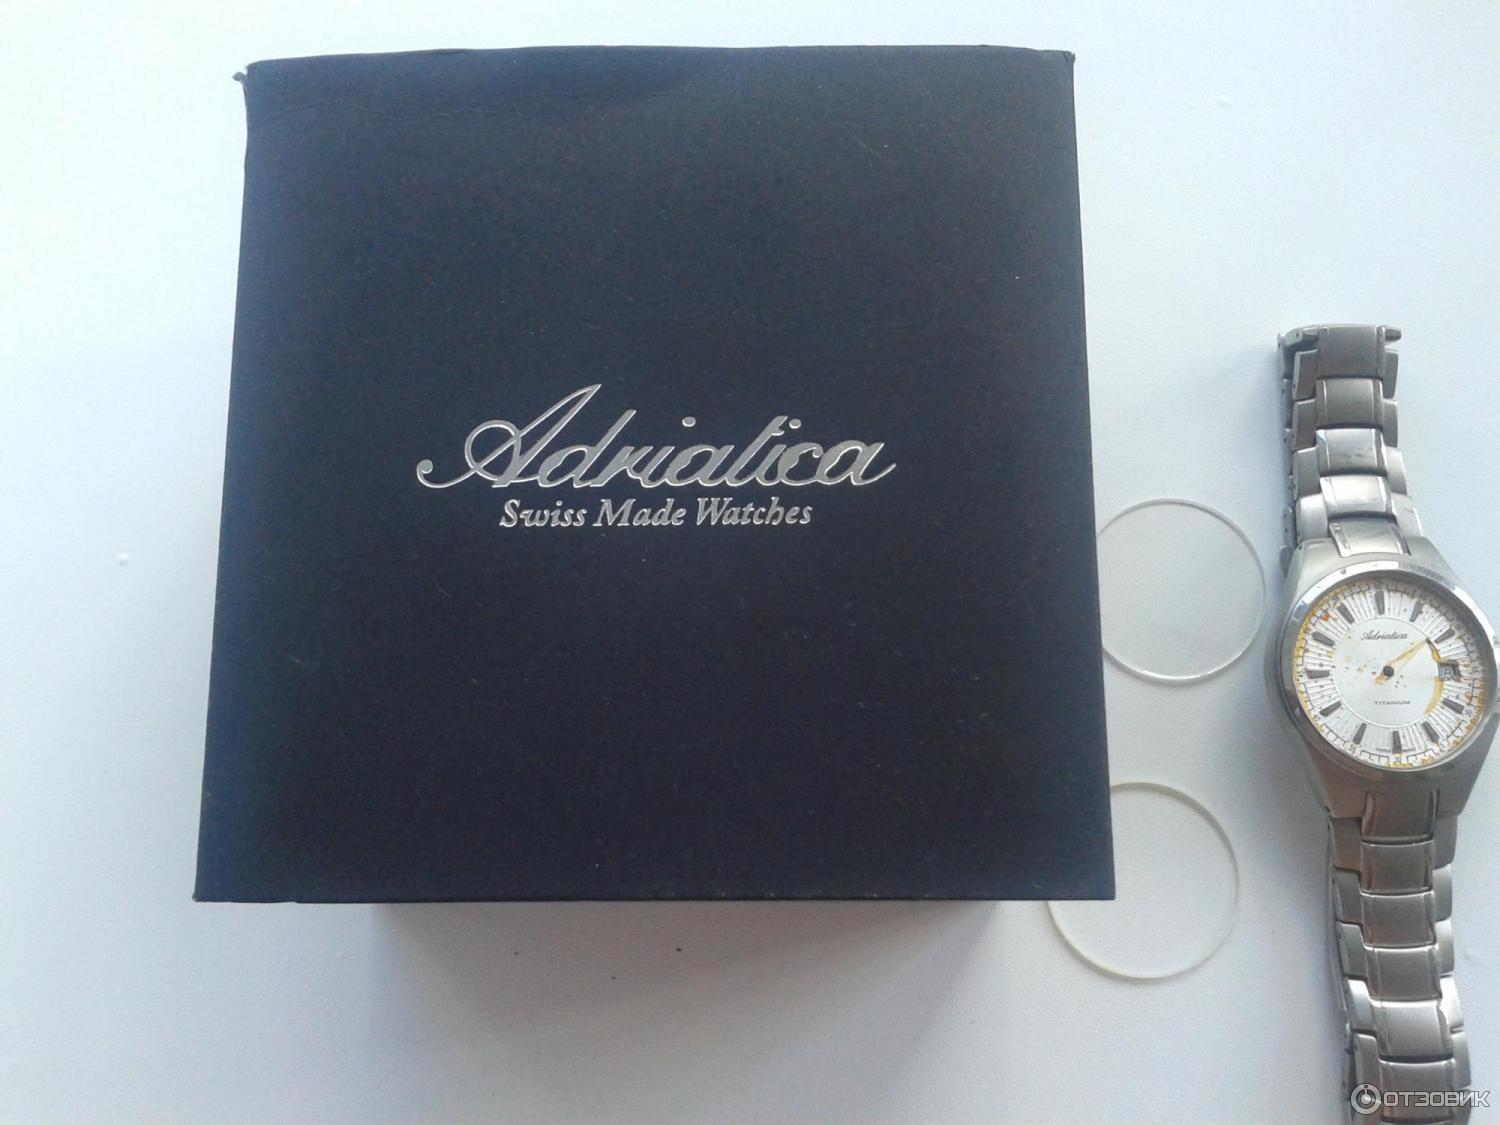 Adriatica
Swiss Made Watches
Adriatica
TITANIUM
ОТЗОВИК